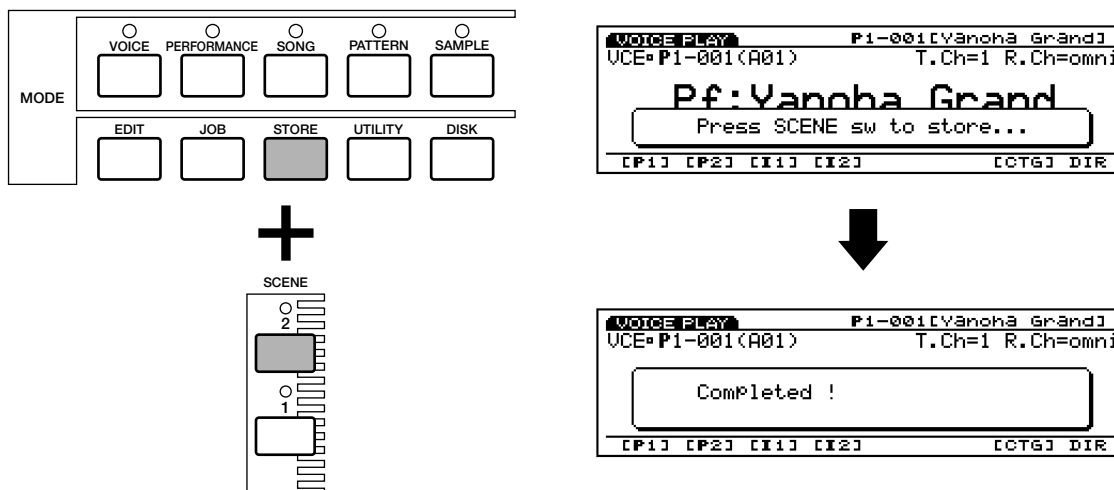 VOICE PERFORMANCE SONG PATTERN SAMPLE
MODE
EDIT JOB STORE UTILITY DISK
SCENE
2
1
VOICE PLAY P1-001[Yanoha Grand]
VCE P1-001(A01) T.Ch=1 R.Ch=omni
Pf:Yanoha Grand
Press SCENE sw to store...
[P1] [P2] [I1] [I2] [CTG] DIR
VOICE PLAY P1-001[Yanoha Grand]
VCE P1-001(A01) T.Ch=1 R.Ch=omni
Completed !
[P1] [P2] [I1] [I2] [CTG] DIR